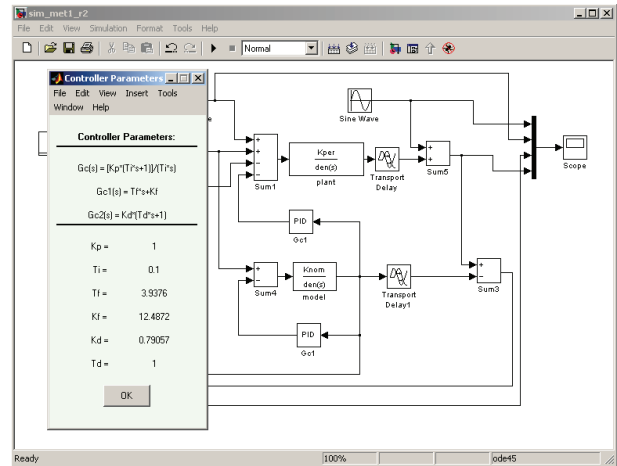 sim_met1_r2
File Edit View Simulation Format Tools Help
Normal
Controller Parameters
File Edit View Insert Tools
Window Help
Controller Parameters:
Gc(s) = [Kp*(Ti*s+1)]/(Ti*s)
Gc1(s) = Tf*s+Kf
Gc2(s) = Kd*(Td*s+1)
Kp = 1
Ti = 0.1
Tf = 3.9376
Kf = 12.4872
Kd = 0.79057
Td = 1
OK
Sine Wave
Scope
Sum1
Kper
den(s)
plant
Transport
Delay
Sum5
PID
Gc1
Sum4
Knom
den(s)
model
Transport
Delay1
Sum3
PID
Gc1
Ready 100% ode45